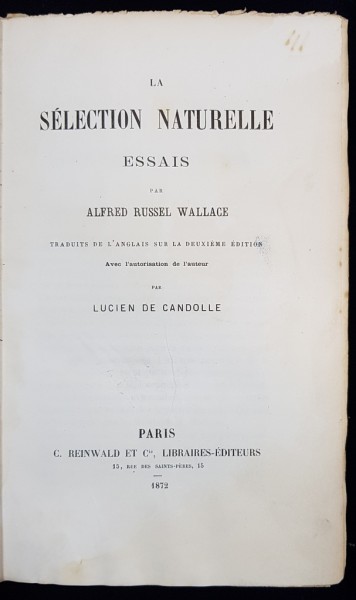 LA
SÉLECTION NATURELLE
ESSAIS
PAR
ALFRED RUSSEL WALLACE
TRADUITS DE L'ANGLAIS SUR LA DEUXIÈME ÉDITION
Avec l'autorisation de l'auteur
PAR
LUCIEN DE CANDOLLE
PARIS
C. REINWALD ET Cie, LIBRAIRES-ÉDITEURS
15, RUE DES SAINTS-PÈRES, 15
1872